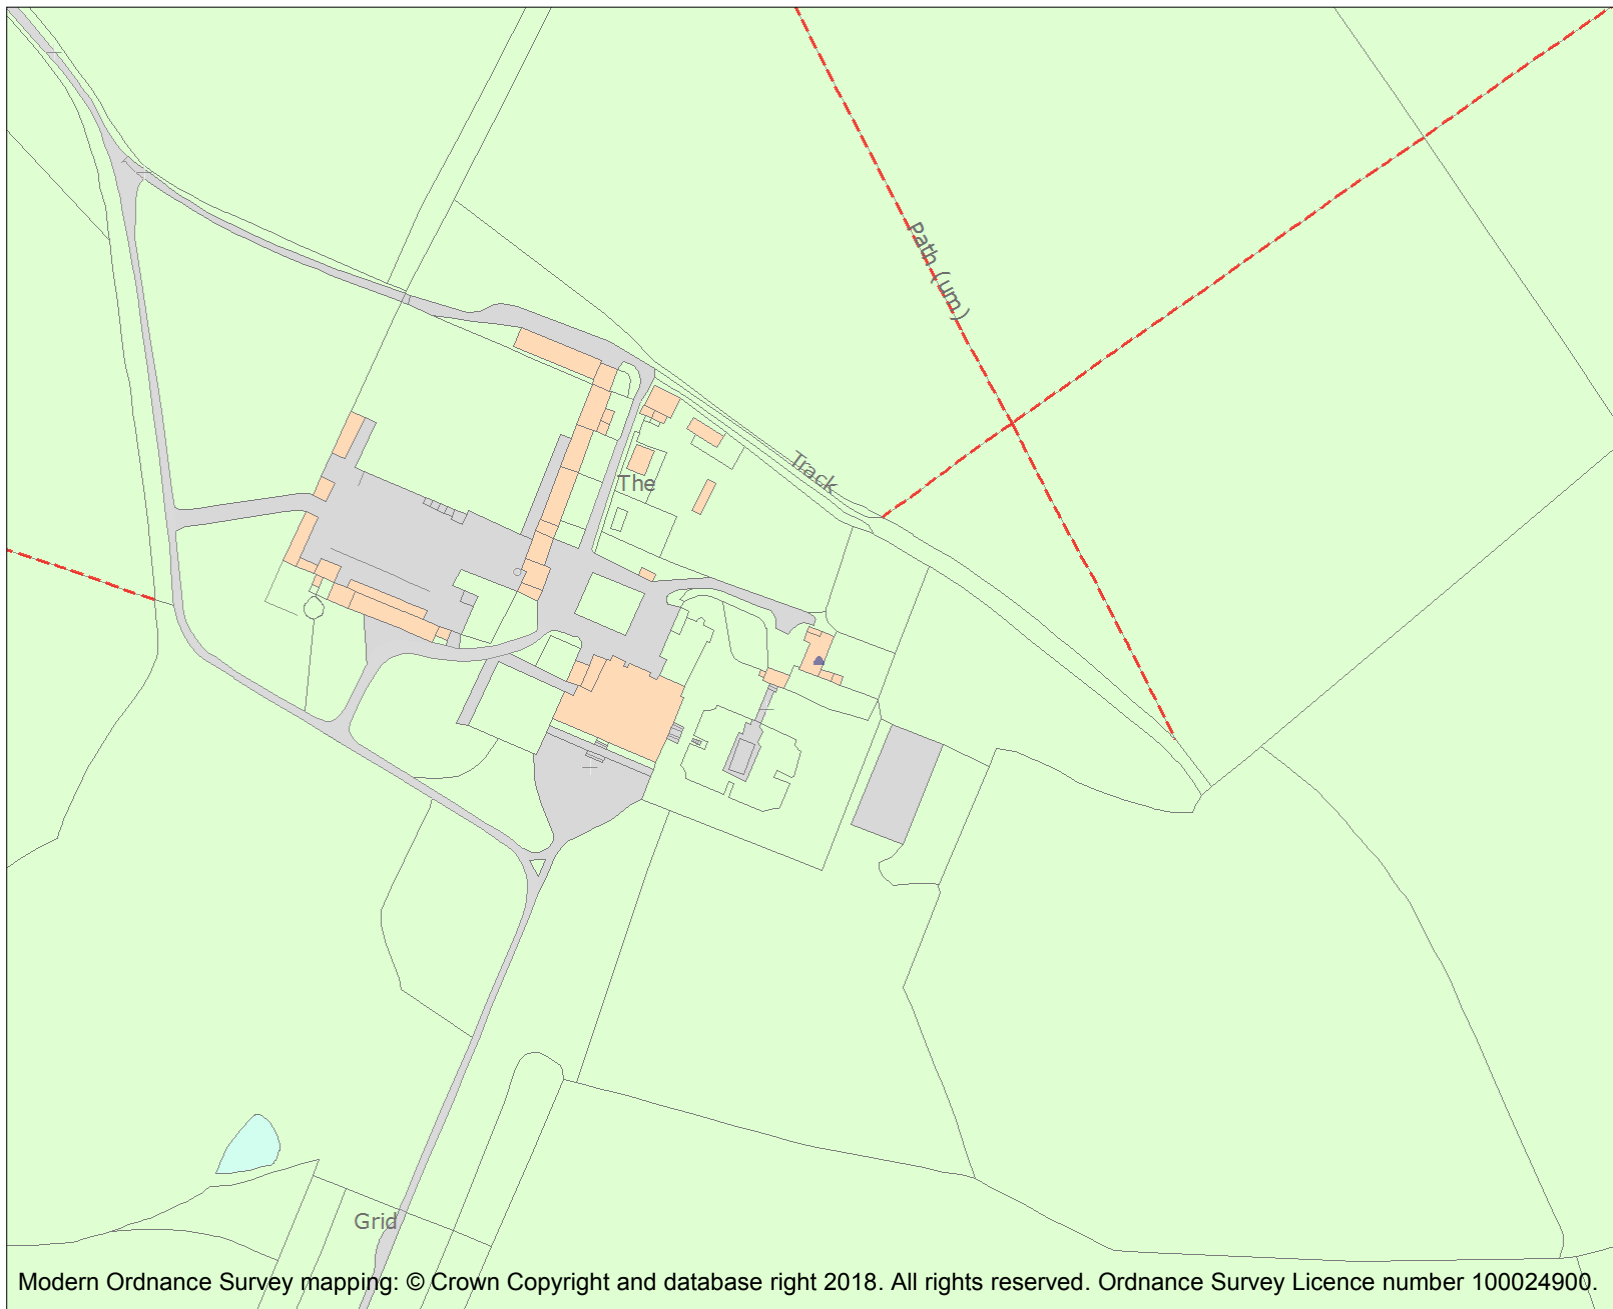 Path (um)
Track
The
Grid
Modern Ordnance Survey mapping: © Crown Copyright and database right 2018. All rights reserved. Ordnance Survey Licence number 100024900.